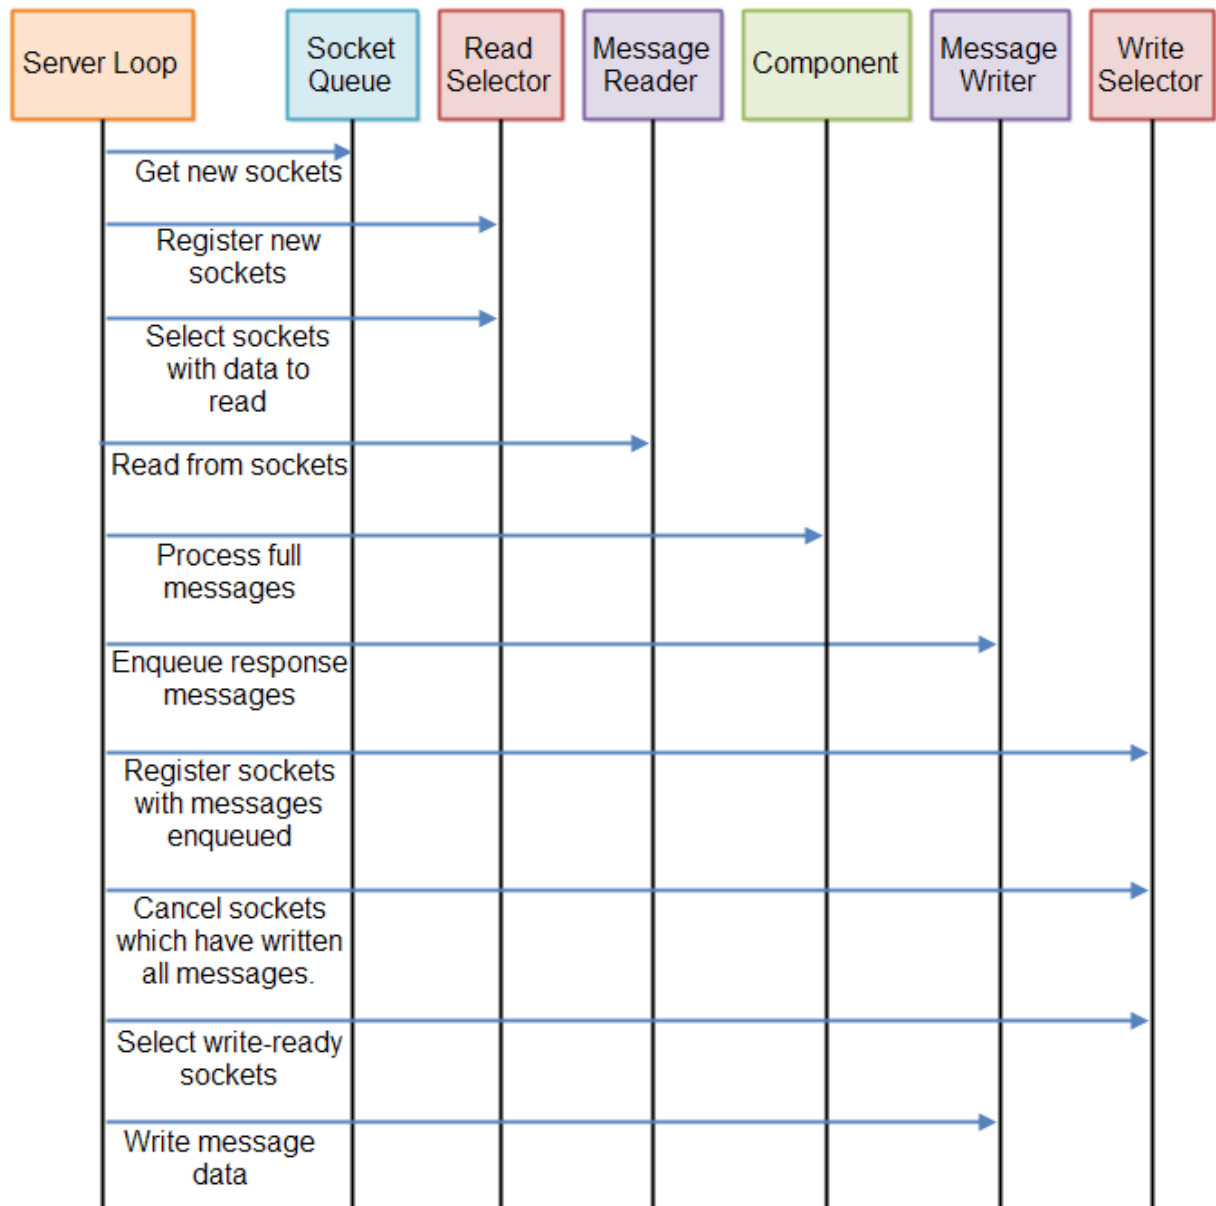 Server Loop
Socket
Queue
Read
Selector
Message
Reader
Component
Message
Writer
Write
Selector
Get new sockets
Register new
sockets
Select sockets
with data to
read
Read from sockets
Process full
messages
Enqueue response
messages
Register sockets
with messages
enqueued
Cancel sockets
which have written
all messages.
Select write-ready
sockets
Write message
data